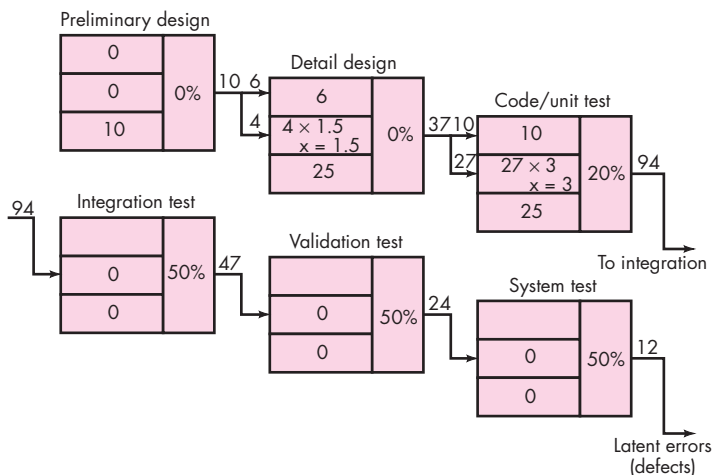 Preliminary design
0
0
10
0%
10
6
4
Detail design
6
4 × 1.5
x = 1.5
25
0%
37
10
27
Code/unit test
10
27 × 3
x = 3
25
20%
94
To integration
94
Integration test
0
0
50%
47
Validation test
0
0
50%
24
System test
0
0
50%
12
Latent errors
(defects)